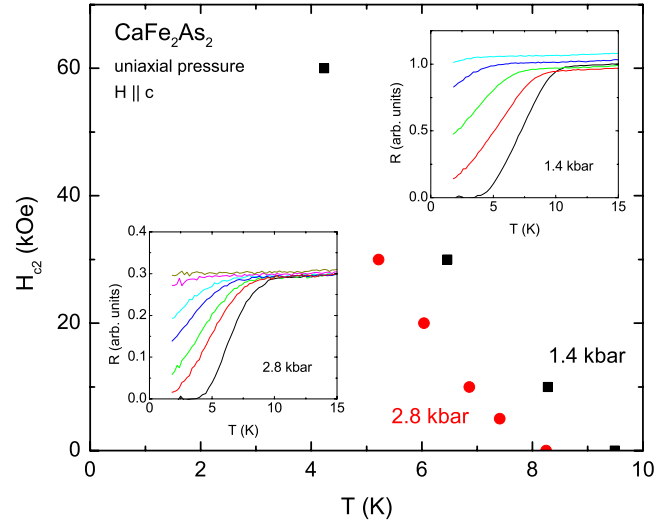 CaFe₂As₂
uniaxial pressure
H || c
60
40
20
0
H_c2 (kOe)
0 2 4 6 8 10
T (K)
1.0
0.5
0.0
R (arb. units)
1.4 kbar
0 5 10 15
T (K)
0.4
0.3
0.2
0.1
0.0
R (arb. units)
2.8 kbar
0 5 10 15
T (K)
1.4 kbar
2.8 kbar